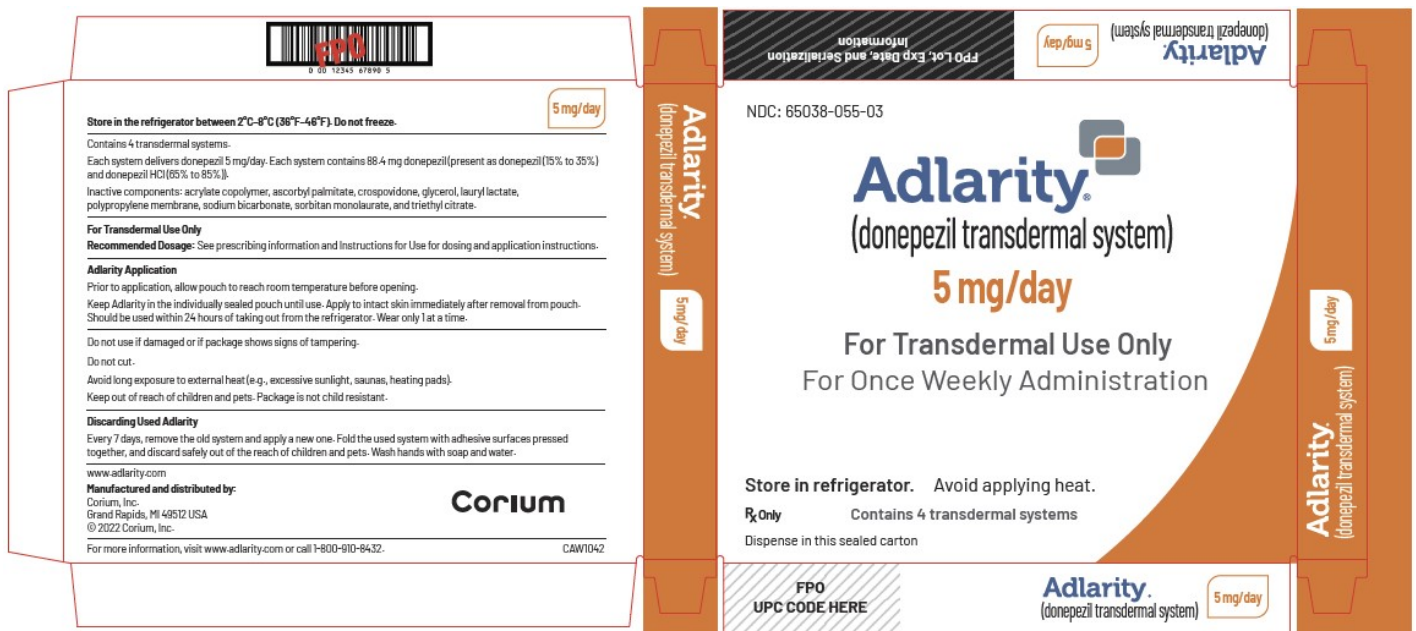 FPO
0 00 12345 67890 5
5 mg/day
Store in the refrigerator between 2°C-8°C (36°F-46°F). Do not freeze.
Contains 4 transdermal systems.
Each system delivers donepezil 5 mg/day. Each system contains 88.4 mg donepezil (present as donepezil (15% to 35%)
and donepezil HCl (65% to 85%)).
Inactive components: acrylate copolymer, ascorbyl palmitate, crospovidone, glycerol, lauryl lactate,
polypropylene membrane, sodium bicarbonate, sorbitan monolaurate, and triethyl citrate.
For Transdermal Use Only
Recommended Dosage: See prescribing information and Instructions for Use for dosing and application instructions.
Adlarity Application
Prior to application, allow pouch to reach room temperature before opening.
Keep Adlarity in the individually sealed pouch until use. Apply to intact skin immediately after removal from pouch.
Should be used within 24 hours of taking out from the refrigerator. Wear only 1 at a time.
Do not use if damaged or if package shows signs of tampering.
Do not cut.
Avoid long exposure to external heat (e.g., excessive sunlight, saunas, heating pads).
Keep out of reach of children and pets. Package is not child resistant.
Discarding Used Adlarity
Every 7 days, remove the old system and apply a new one. Fold the used system with adhesive surfaces pressed
together, and discard safely out of the reach of children and pets. Wash hands with soap and water.
www.adlarity.com
Manufactured and distributed by:
Corium, Inc.
Grand Rapids, MI 49512 USA
© 2022 Corium, Inc.
Corium
For more information, visit www.adlarity.com or call 1-800-910-8432.
CAW1042
Adlarity.
(donepezil transdermal system)
5 mg/day
FPO Lot, Exp Date, and Serialization
Information
Adlarity.
(donepezil transdermal system)
5 mg/day
NDC: 65038-055-03
Adlarity®
(donepezil transdermal system)
5 mg/day
For Transdermal Use Only
For Once Weekly Administration
Store in refrigerator. Avoid applying heat.
Rx Only
Contains 4 transdermal systems
Dispense in this sealed carton
FPO
UPC CODE HERE
Adlarity.
(donepezil transdermal system)
5 mg/day
Adlarity.
(donepezil transdermal system)
5 mg/day